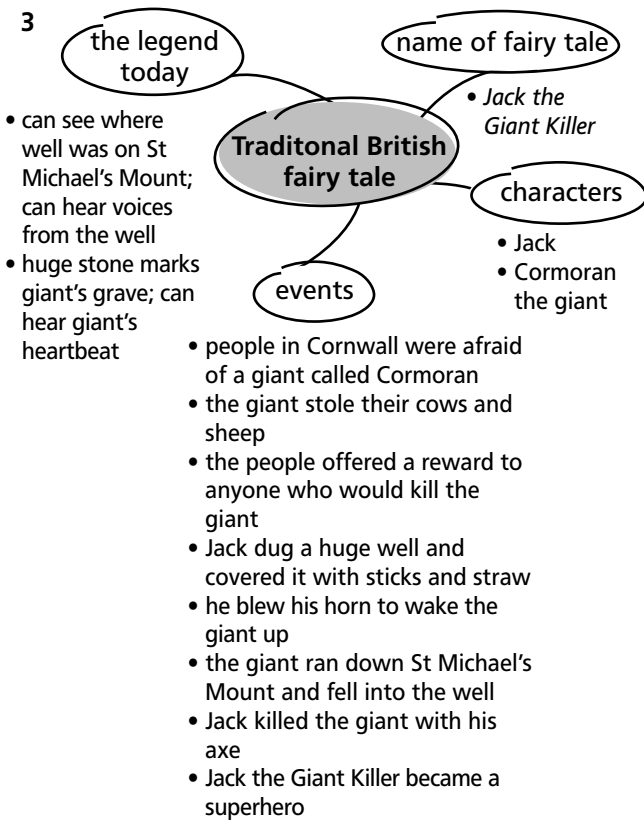 3
the legend
today
name of fairy tale
• Jack the
Giant Killer
Traditonal British
fairy tale
• can see where
well was on St
Michael's Mount;
can hear voices
from the well
• huge stone marks
giant's grave; can
hear giant's
heartbeat
characters
• Jack
• Cormoran
the giant
events
• people in Cornwall were afraid
of a giant called Cormoran
• the giant stole their cows and
sheep
• the people offered a reward to
anyone who would kill the
giant
• Jack dug a huge well and
covered it with sticks and straw
• he blew his horn to wake the
giant up
• the giant ran down St Michael's
Mount and fell into the well
• Jack killed the giant with his
axe
• Jack the Giant Killer became a
superhero